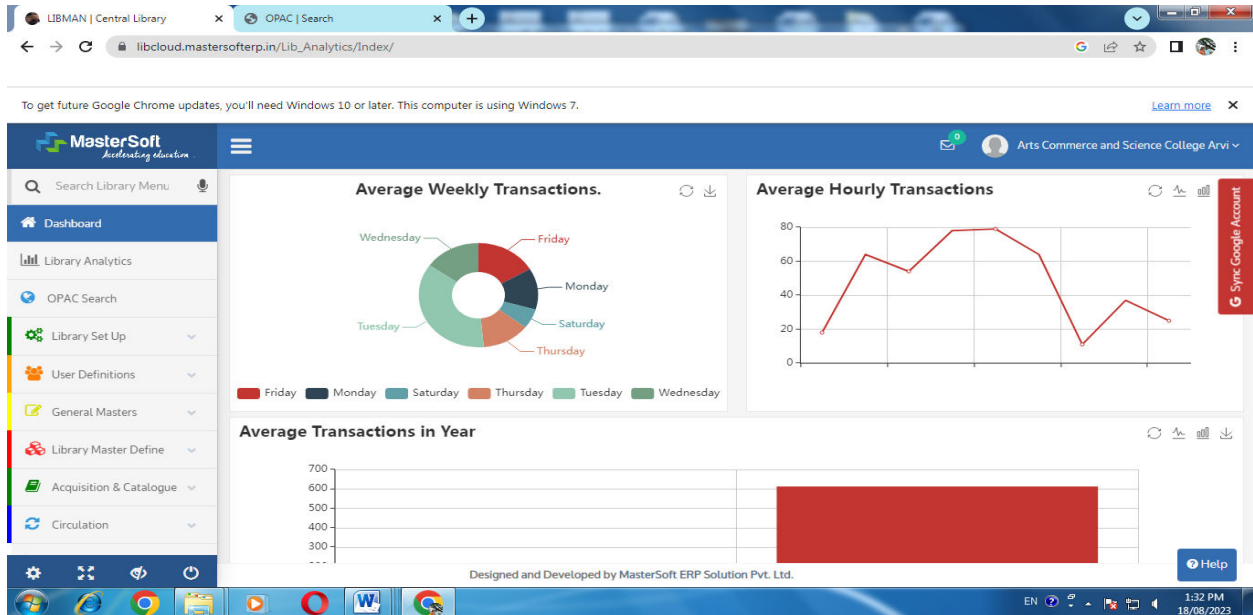 LIBMAN | Central Library
OPAC | Search
libcloud.mastersofterp.in/Lib_Analytics/Index/
To get future Google Chrome updates, you'll need Windows 10 or later. This computer is using Windows 7.
Learn more
MasterSoft
Accelerating education
0
Arts Commerce and Science College Arvi
Search Library Menu
Dashboard
Library Analytics
OPAC Search
Library Set Up
User Definitions
General Masters
Library Master Define
Acquisition & Catalogue
Circulation
Average Weekly Transactions.
Wednesday
Friday
Monday
Tuesday
Saturday
Thursday
Friday Monday Saturday Thursday Tuesday Wednesday
Average Hourly Transactions
80
60
40
20
0
G Sync Google Account
Average Transactions in Year
700
600
500
400
300
Help
Designed and Developed by MasterSoft ERP Solution Pvt. Ltd.
EN
1:32 PM
18/08/2023